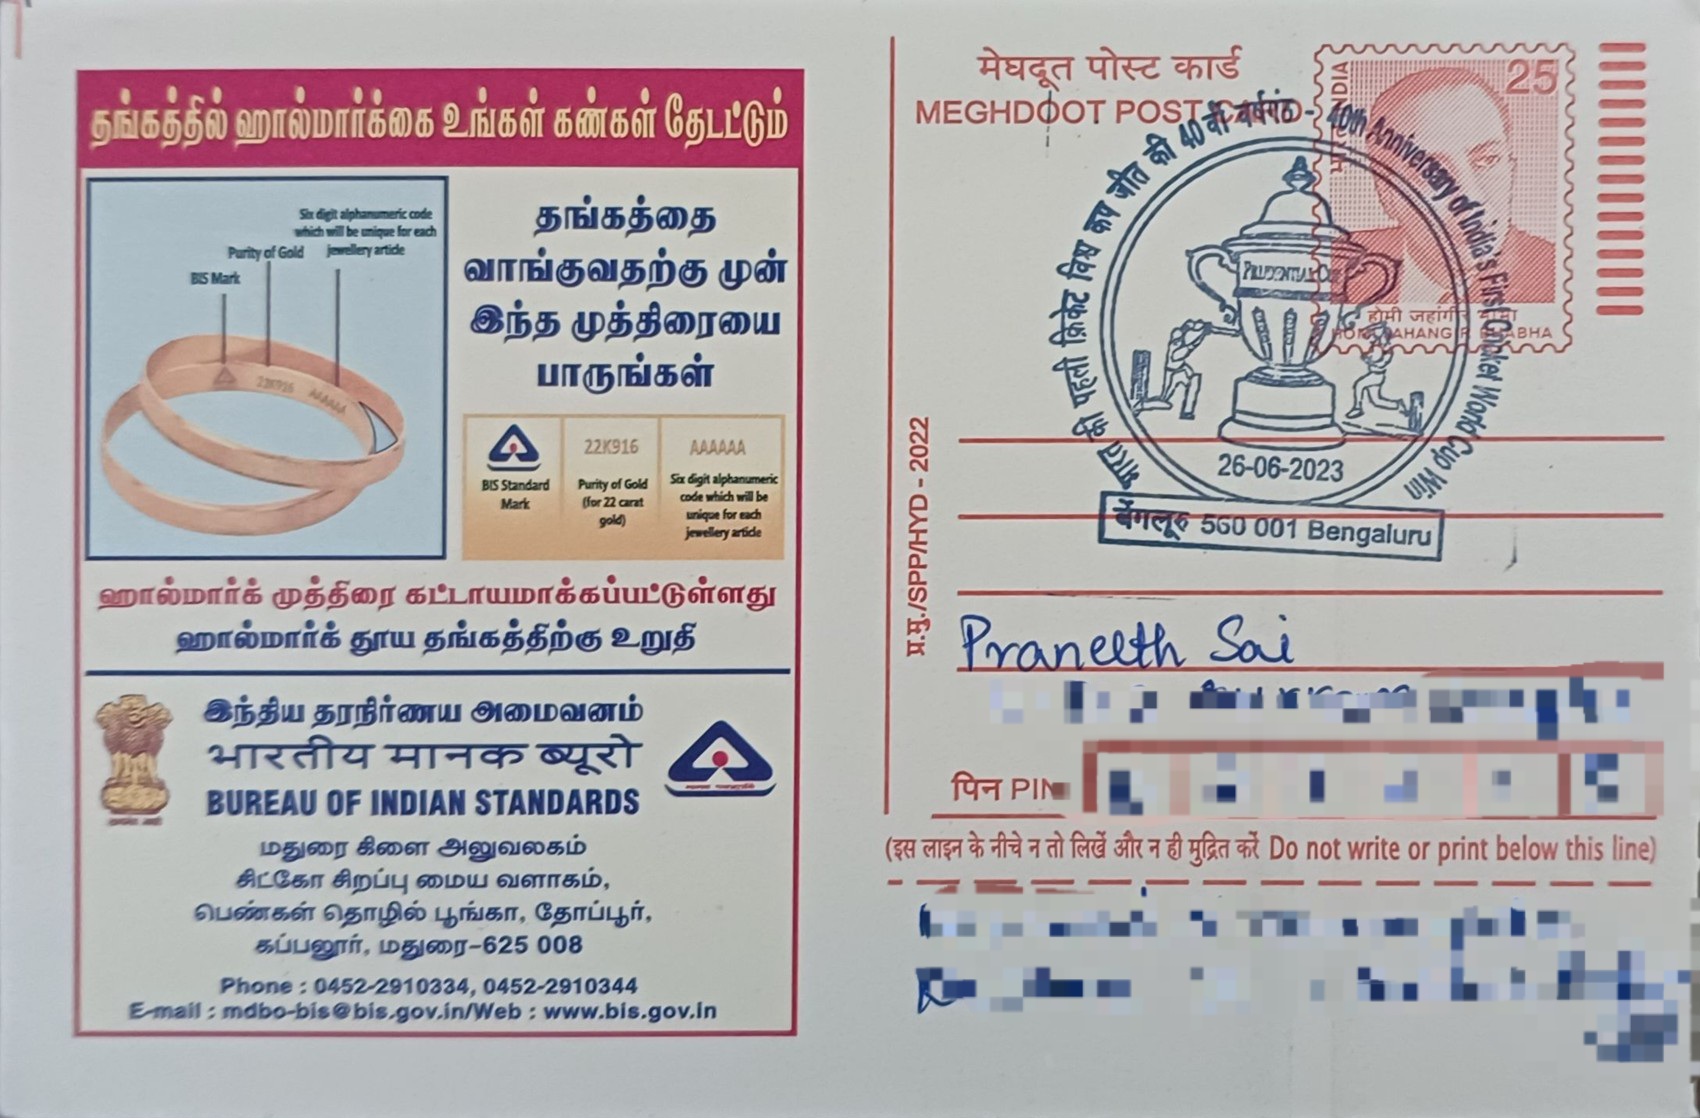 தங்கத்தில் ஹால்மார்க்கை உங்கள் கண்கள் தேடட்டும்
Six digit alphanumeric code
which will be unique for each
jewellery article
Purity of Gold
BIS Mark
22K916
AAAAAA
தங்கத்தை
வாங்குவதற்கு முன்
இந்த முத்திரையை
பாருங்கள்
BIS Standard
Mark
22K916
Purity of Gold
(for 22 carat
gold)
AAAAAA
Six digit alphanumeric
code which will be
unique for each
jewellery article
ஹால்மார்க் முத்திரை கட்டாயமாக்கப்பட்டுள்ளது
ஹால்மார்க் தூய தங்கத்திற்கு உறுதி
இந்திய தரநிர்ணய அமைவனம்
भारतीय मानक ब्यूरो
BUREAU OF INDIAN STANDARDS
மதுரை கிளை அலுவலகம்
சிட்கோ சிறப்பு மைய வளாகம்,
பெண்கள் தொழில் பூங்கா, தோப்பூர்,
கப்பலூர், மதுரை-625 008
Phone : 0452-2910334, 0452-2910344
E-mail : mdbo-bis@bis.gov.in/Web : www.bis.gov.in
मेघदूत पोस्ट कार्ड
MEGHDOOT POST CARD
भारत INDIA
25
होमी जहांगीर भाभा
HOMI JAHANGIR BHABHA
भारत की पहली क्रिकेट विश्व कप जीत की 40 वीं वर्षगांठ - 40th Anniversary of India's First Cricket World Cup Win
PRUDENTIAL CUP
26-06-2023
बेंगलूरु 560 001 Bengaluru
प्र.मु./SPP/HYD - 2022
Praneeth Sai
पिन PIN
(इस लाइन के नीचे न तो लिखें और न ही मुद्रित करें Do not write or print below this line)